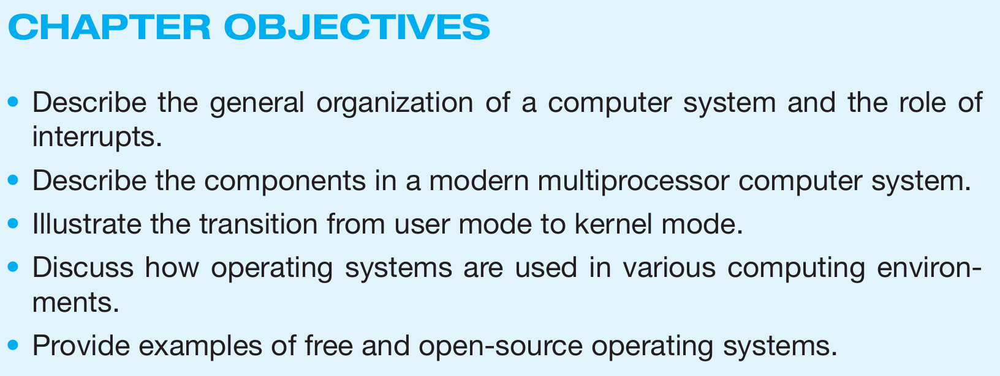 CHAPTER OBJECTIVES
• Describe the general organization of a computer system and the role of
interrupts.
• Describe the components in a modern multiprocessor computer system.
• Illustrate the transition from user mode to kernel mode.
• Discuss how operating systems are used in various computing environ-
ments.
• Provide examples of free and open-source operating systems.